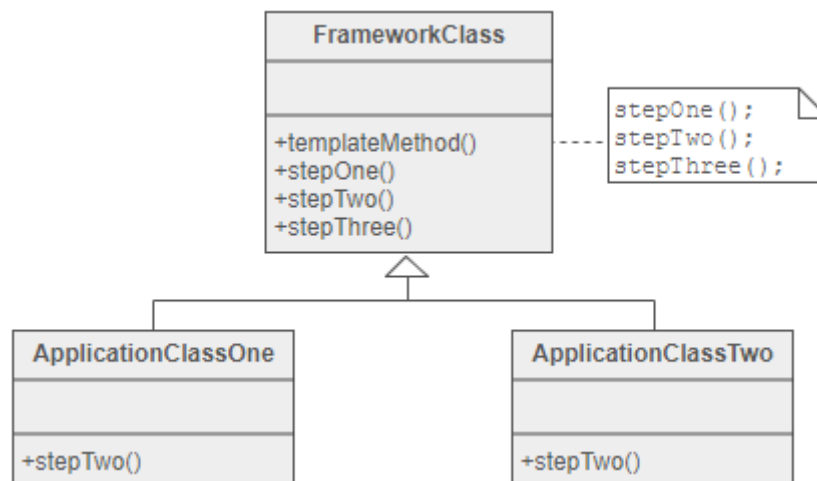 FrameworkClass
+templateMethod()
+stepOne()
+stepTwo()
+stepThree()
stepOne();
stepTwo();
stepThree();
ApplicationClassOne
+stepTwo()
ApplicationClassTwo
+stepTwo()